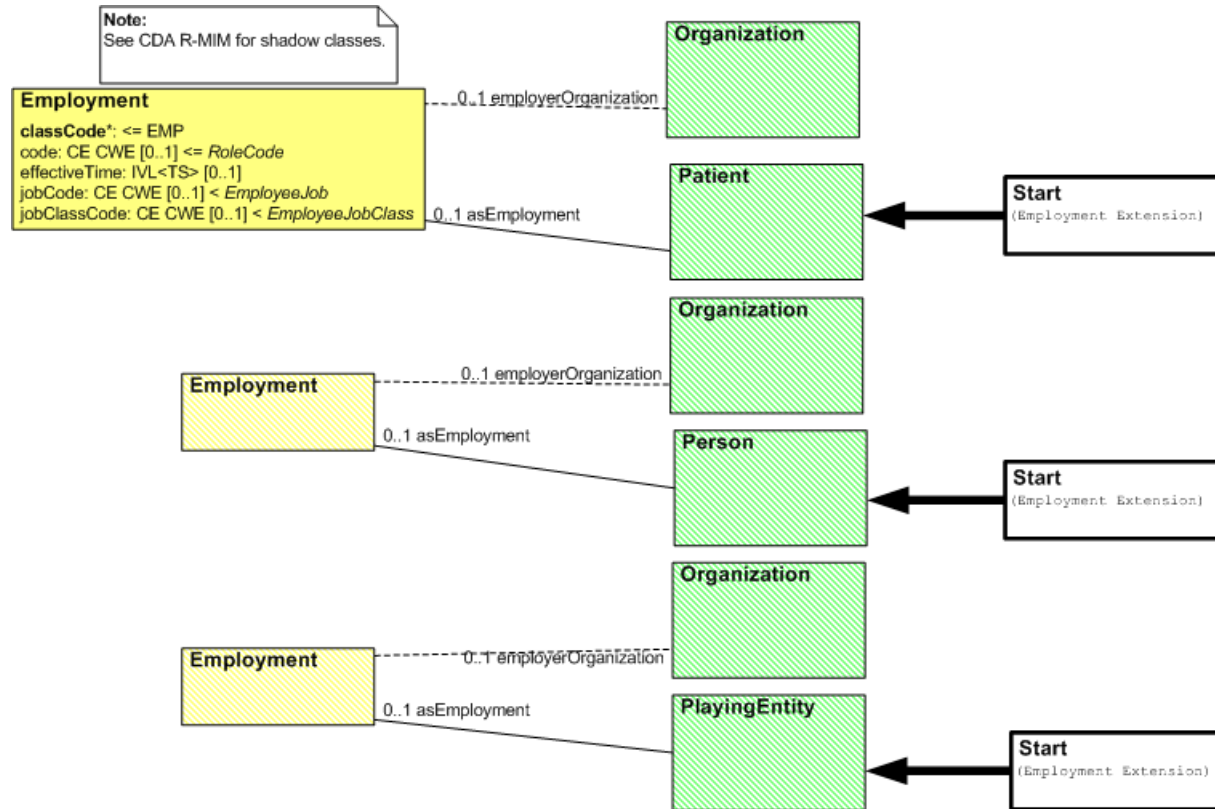 Note:
See CDA R-MIM for shadow classes.
Organization
Employment
classCode*: <= EMP
code: CE CWE [0..1] <= RoleCode
effectiveTime: IVL<TS> [0..1]
jobCode: CE CWE [0..1] < EmployeeJob
jobClassCode: CE CWE [0..1] < EmployeeJobClass
0..1 employerOrganization
Patient
0..1 asEmployment
Start
(Employment Extension)
Organization
Employment
0..1 employerOrganization
0..1 asEmployment
Person
Start
(Employment Extension)
Organization
Employment
0..1 employerOrganization
0..1 asEmployment
PlayingEntity
Start
(Employment Extension)